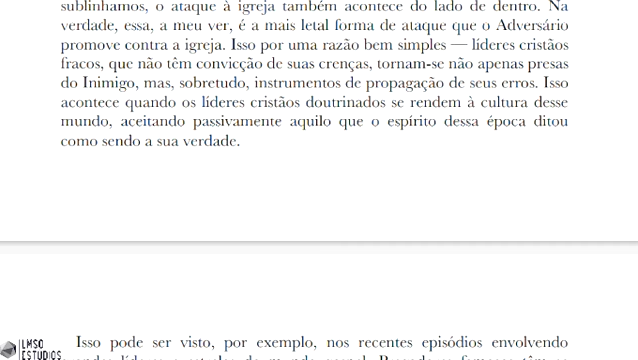 sublinhamos, o ataque à igreja também acontece do lado de dentro. Na
verdade, essa, a meu ver, é a mais letal forma de ataque que o Adversário
promove contra a igreja. Isso por uma razão bem simples — líderes cristãos
fracos, que não têm convicção de suas crenças, tornam-se não apenas presas
do Inimigo, mas, sobretudo, instrumentos de propagação de seus erros. Isso
acontece quando os líderes cristãos doutrinados se rendem à cultura desse
mundo, aceitando passivamente aquilo que o espírito dessa época ditou
como sendo a sua verdade.
Isso pode ser visto, por exemplo, nos recentes episódios envolvendo
LMSO
ESTUDIOS